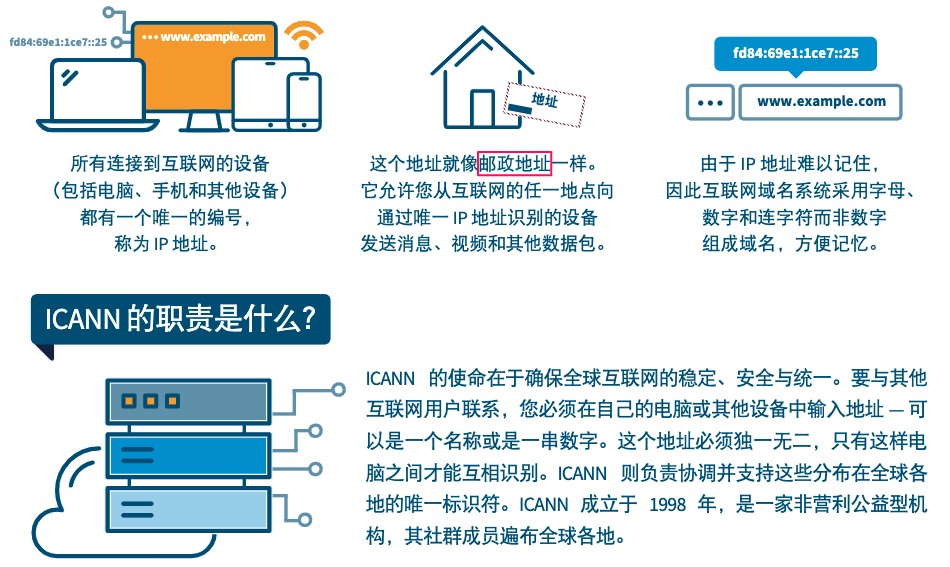 fd84:69e1:1ce7::25
••• www.example.com
所有连接到互联网的设备
（包括电脑、手机和其他设备）
都有一个唯一的编号，
称为 IP 地址。
地址
这个地址就像邮政地址一样。
它允许您从互联网的任一地点向
通过唯一 IP 地址识别的设备
发送消息、视频和其他数据包。
fd84:69e1:1ce7::25
••• www.example.com
由于 IP 地址难以记住，
因此互联网域名系统采用字母、
数字和连字符而非数字
组成域名，方便记忆。
ICANN 的职责是什么？
ICANN 的使命在于确保全球互联网的稳定、安全与统一。要与其他
互联网用户联系，您必须在自己的电脑或其他设备中输入地址 — 可
以是一个名称或是一串数字。这个地址必须独一无二，只有这样电
脑之间才能互相识别。ICANN 则负责协调并支持这些分布在全球各
地的唯一标识符。ICANN 成立于 1998 年，是一家非营利公益型机
构，其社群成员遍布全球各地。